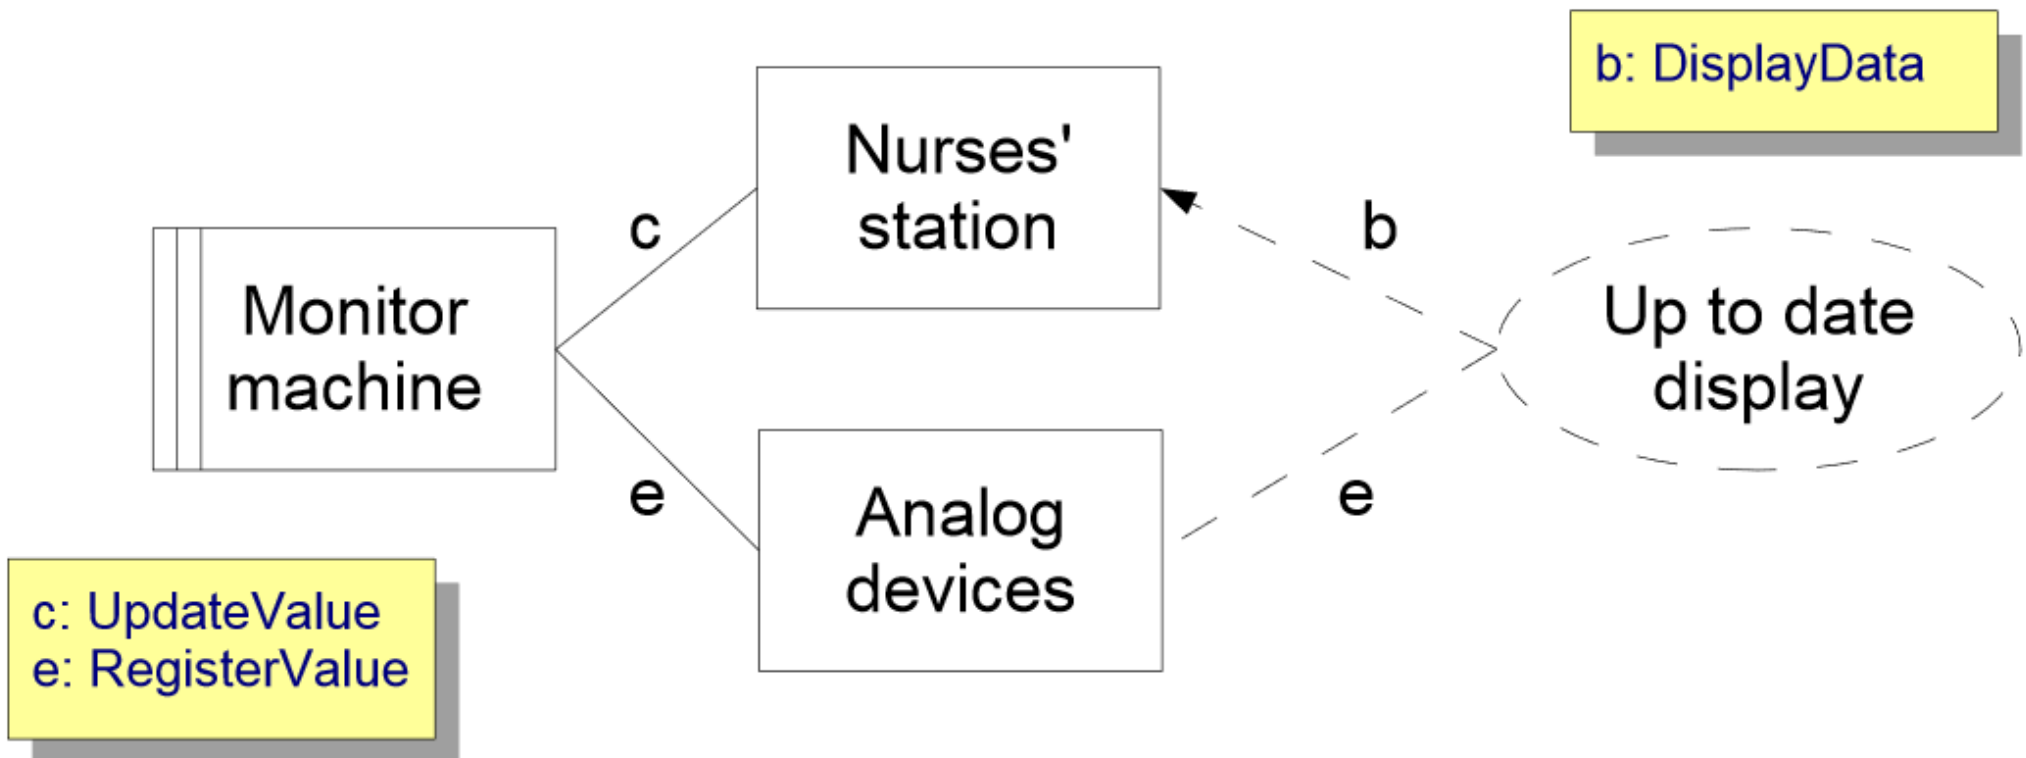 b: DisplayData
Nurses'
station
c
b
Monitor
machine
Up to date
display
e
e
Analog
devices
c: UpdateValue
e: RegisterValue